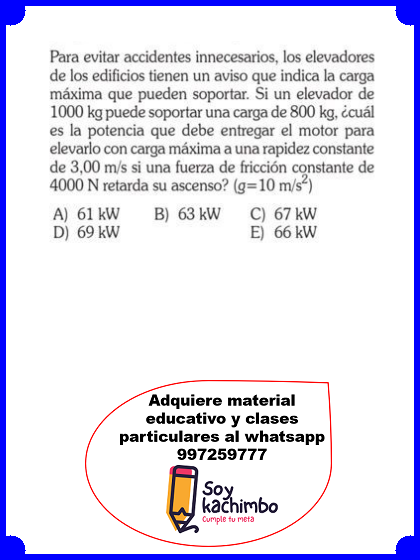 Para evitar accidentes innecesarios, los elevadores
de los edificios tienen un aviso que indica la carga
máxima que pueden soportar. Si un elevador de
1000 kg puede soportar una carga de 800 kg, ¿cuál
es la potencia que debe entregar el motor para
elevarlo con carga máxima a una rapidez constante
de 3,00 m/s si una fuerza de fricción constante de
4000 N retarda su ascenso? (g=10 m/s²)
A) 61 kW B) 63 kW C) 67 kW
D) 69 kW E) 66 kW
Adquiere material
educativo y clases
particulares al whatsapp
997259777
Soy
kachimbo
Cumple tu meta